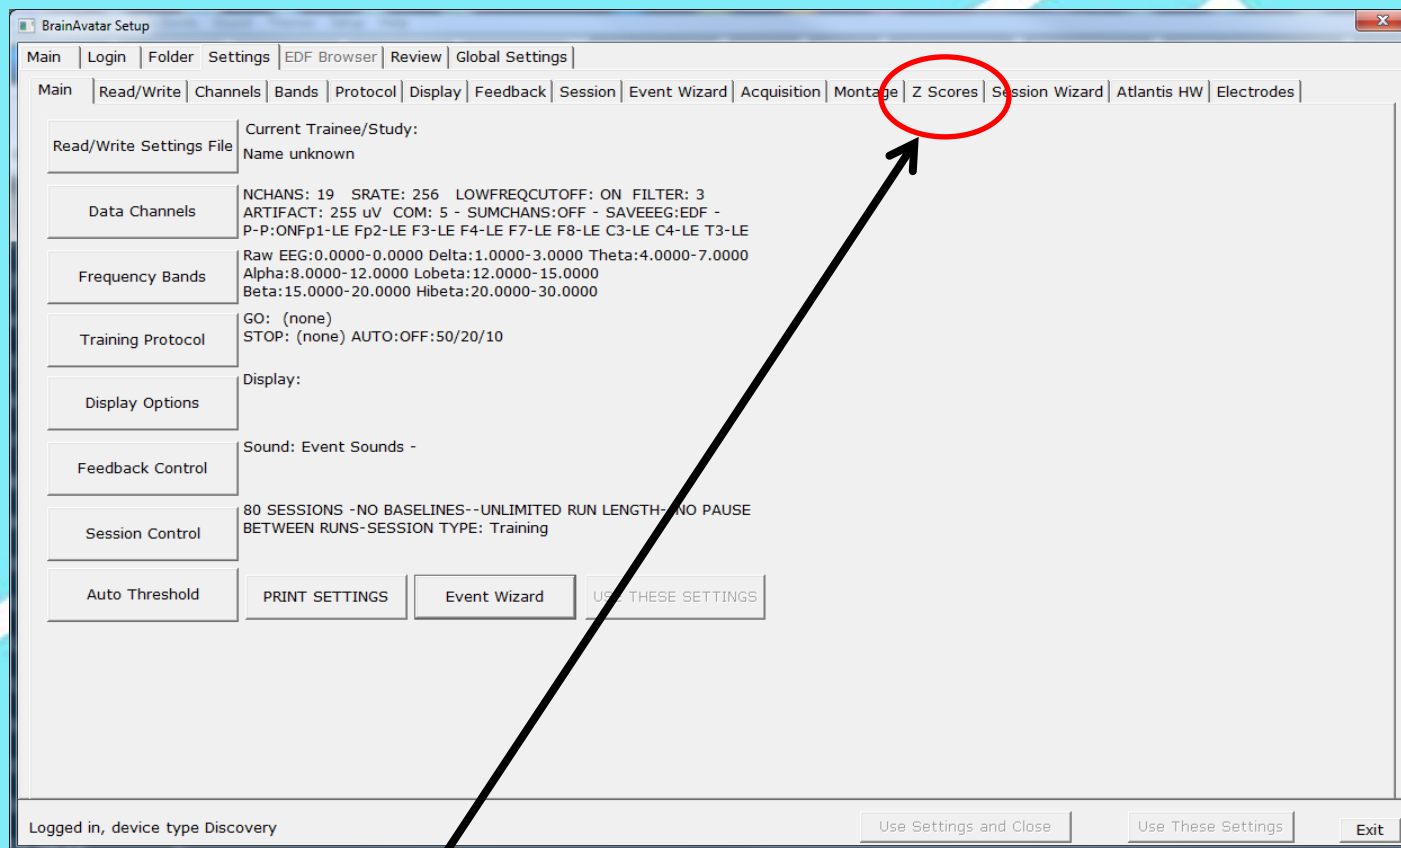 BrainAvatar Setup
Main Login Folder Settings EDF Browser Review Global Settings
Main Read/Write Channels Bands Protocol Display Feedback Session Event Wizard Acquisition Montage Z Scores Session Wizard Atlantis HW Electrodes
Read/Write Settings File
Current Trainee/Study:
Name unknown
Data Channels
NCHANS: 19 SRATE: 256 LOWFREQCUTOFF: ON FILTER: 3
ARTIFACT: 255 uV COM: 5 - SUMCHANS:OFF - SAVEEEG:EDF -
P-P:ONFp1-LE Fp2-LE F3-LE F4-LE F7-LE F8-LE C3-LE C4-LE T3-LE
Frequency Bands
Raw EEG:0.0000-0.0000 Delta:1.0000-3.0000 Theta:4.0000-7.0000
Alpha:8.0000-12.0000 Lobeta:12.0000-15.0000
Beta:15.0000-20.0000 Hibeta:20.0000-30.0000
Training Protocol
GO: (none)
STOP: (none) AUTO:OFF:50/20/10
Display Options
Display:
Feedback Control
Sound: Event Sounds -
Session Control
80 SESSIONS -NO BASELINES--UNLIMITED RUN LENGTH- NO PAUSE
BETWEEN RUNS-SESSION TYPE: Training
Auto Threshold
PRINT SETTINGS Event Wizard USE THESE SETTINGS
Logged in, device type Discovery
Use Settings and Close Use These Settings Exit